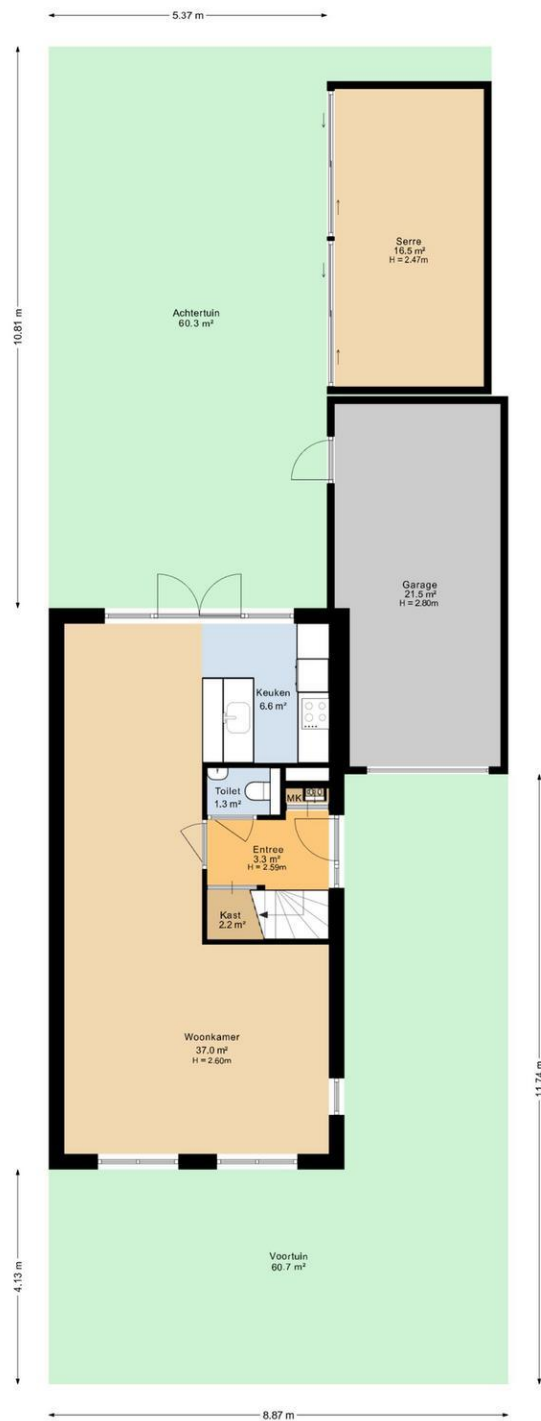 5.37 m
10.81 m
Serre
16.5 m²
H = 2.47m
Achtertuin
60.3 m²
Garage
21.5 m²
H = 2.80m
Keuken
6.6 m²
Toilet
1.3 m²
MK
Entree
3.3 m²
H = 2.59m
Kast
2.2 m²
Woonkamer
37.0 m²
H = 2.60m
11.74 m
4.13 m
Voortuin
60.7 m²
8.87 m